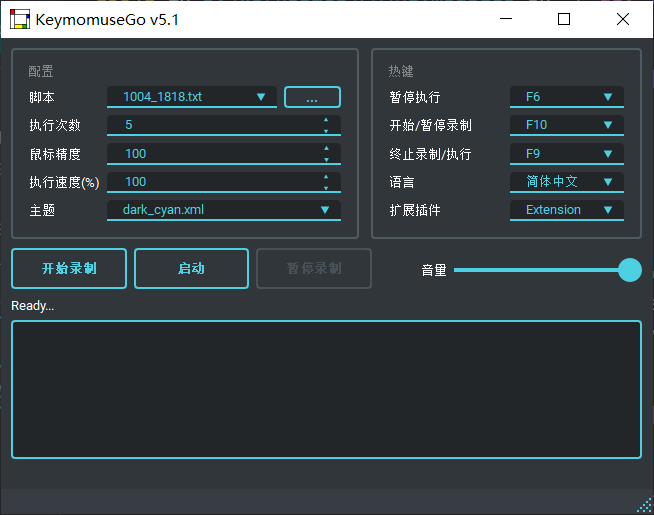 KeymomuseGo v5.1
配置
脚本 1004_1818.txt ...
执行次数 5
鼠标精度 100
执行速度(%) 100
主题 dark_cyan.xml
热键
暂停执行 F6
开始/暂停录制 F10
终止录制/执行 F9
语言 简体中文
扩展插件 Extension
开始录制 启动 暂停录制 音量
Ready...